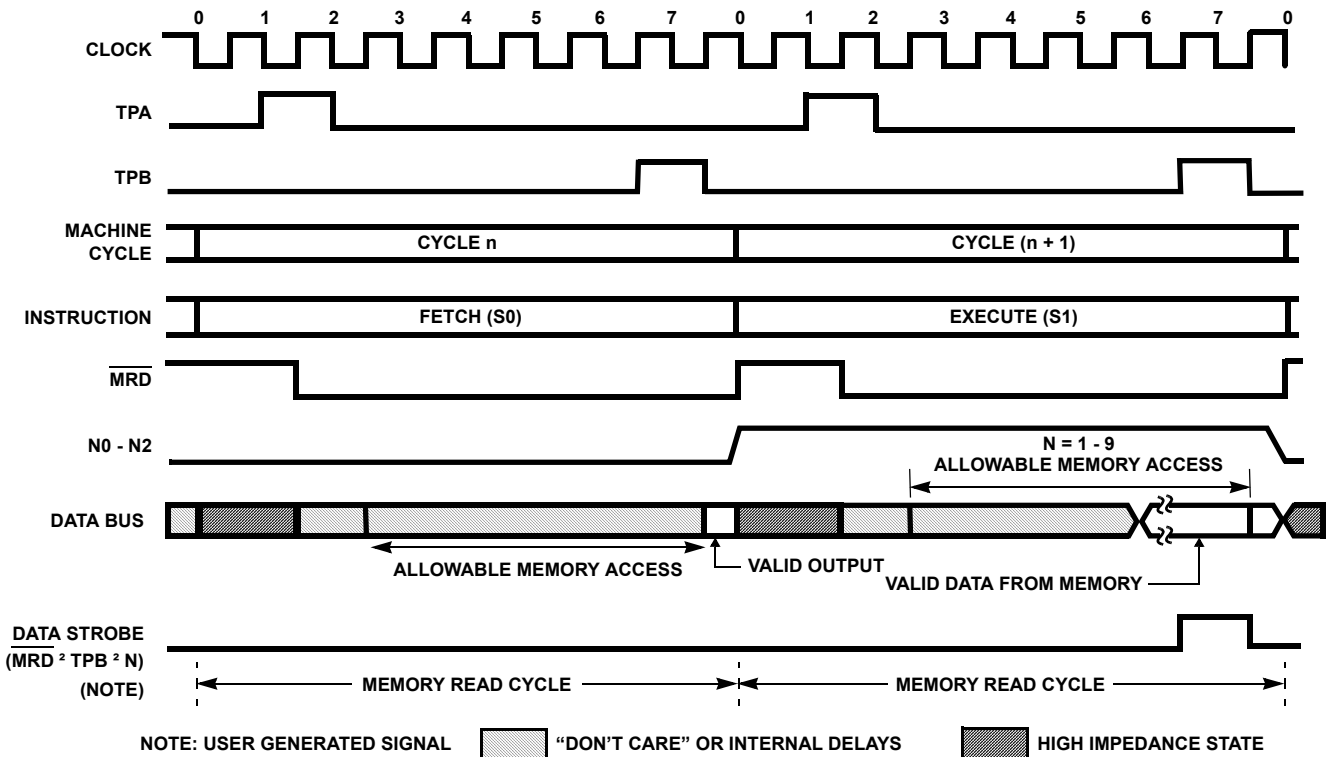 0 1 2 3 4 5 6 7 0 1 2 3 4 5 6 7 0
CLOCK
TPA
TPB
MACHINE
CYCLE
CYCLE n CYCLE (n + 1)
INSTRUCTION FETCH (S0) EXECUTE (S1)
MRD
N0 - N2 N = 1 - 9
ALLOWABLE MEMORY ACCESS
DATA BUS
ALLOWABLE MEMORY ACCESS VALID OUTPUT
VALID DATA FROM MEMORY
DATA STROBE
(MRD ² TPB ² N)
(NOTE)
MEMORY READ CYCLE MEMORY READ CYCLE
NOTE: USER GENERATED SIGNAL "DON'T CARE" OR INTERNAL DELAYS HIGH IMPEDANCE STATE